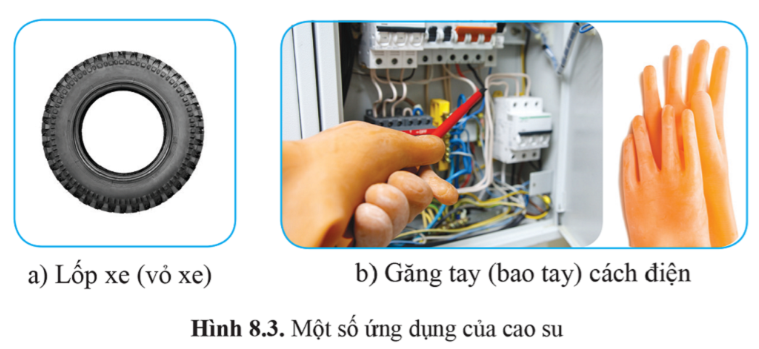 a) Lốp xe (vỏ xe)
b) Găng tay (bao tay) cách điện
Hình 8.3. Một số ứng dụng của cao su